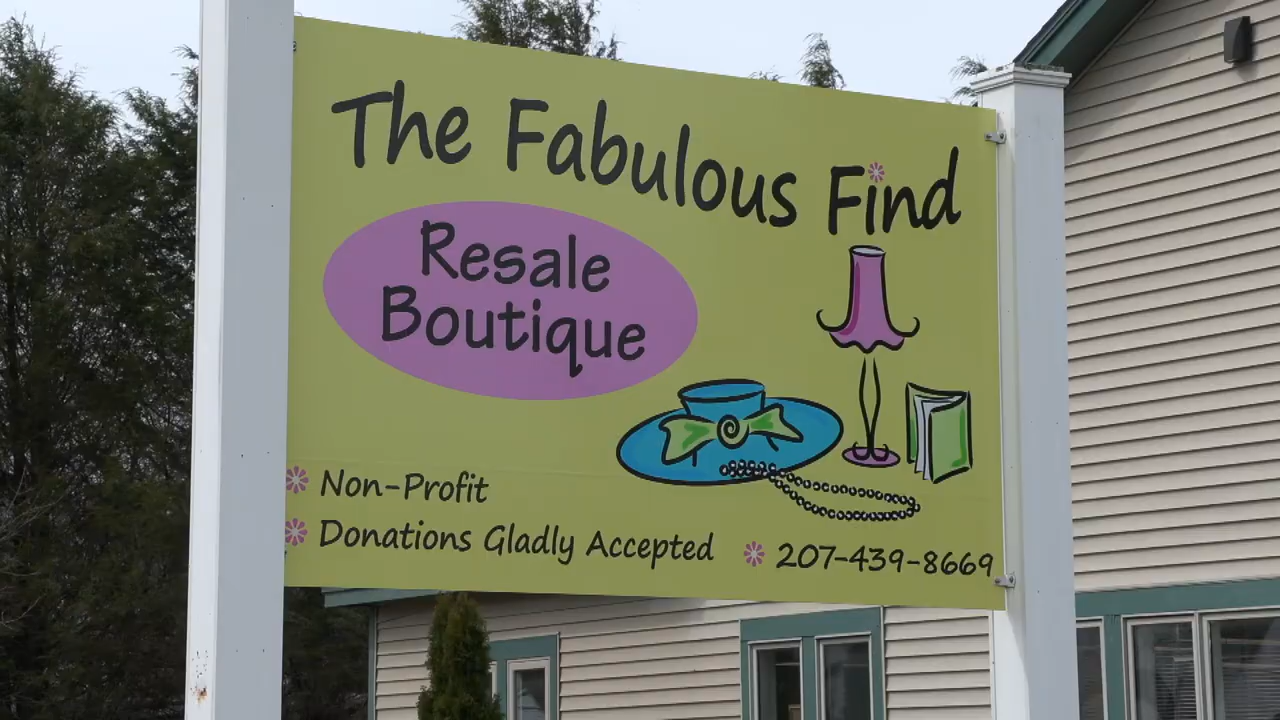 The Fabulous Find
Resale
Boutique
Non-Profit
Donations Gladly Accepted
207-439-8669